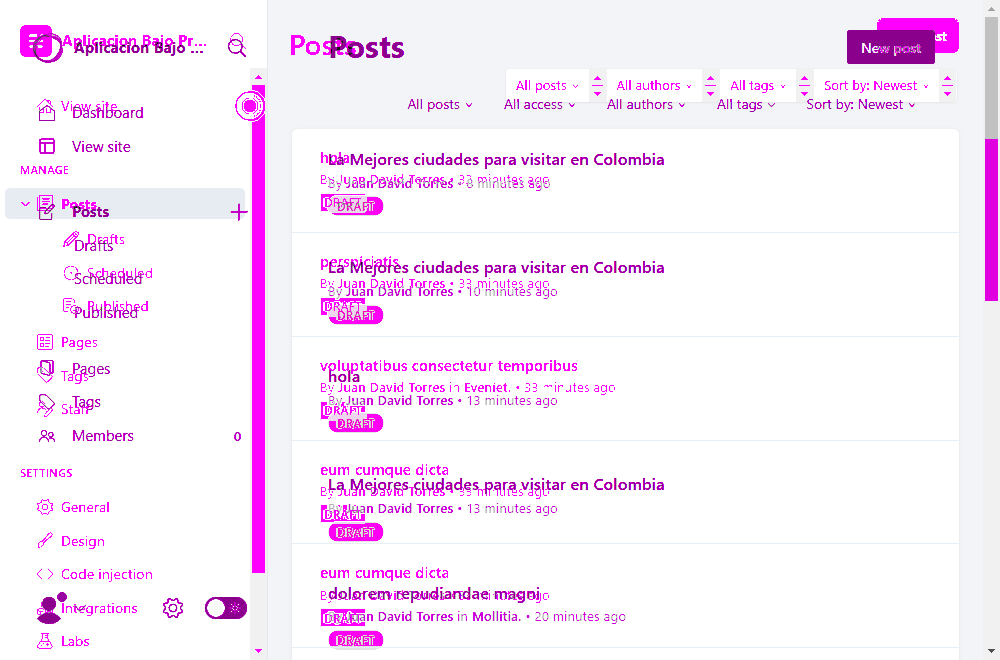 Aplicacion Bajo Pr...
Aplicacion Bajo ...
View site
Dashboard
View site
MANAGE
Posts
Posts
Drafts
Drafts
Scheduled
Scheduled
Published
Published
Pages
Pages
Tags
Tags
Staff
Members 0
SETTINGS
General
Design
Code injection
Integrations
Labs
Posts
Posts
New post
All posts All authors All tags Sort by: Newest
All posts All access All authors All tags Sort by: Newest
hola
La Mejores ciudades para visitar en Colombia
By Juan David Torres • 33 minutes ago
By Juan David Torres • 8 minutes ago
DRAFT
DRAFT
perspiciatis
La Mejores ciudades para visitar en Colombia
By Juan David Torres • 33 minutes ago
By Juan David Torres • 10 minutes ago
DRAFT
DRAFT
voluptatibus consectetur temporibus
hola
By Juan David Torres in Eveniet. • 33 minutes ago
By Juan David Torres • 13 minutes ago
DRAFT
DRAFT
eum cumque dicta
La Mejores ciudades para visitar en Colombia
By Juan David Torres • 33 minutes ago
By Juan David Torres • 13 minutes ago
DRAFT
DRAFT
eum cumque dicta
dolorem repudiandae magni
By Juan David Torres minutes ago
By Juan David Torres in Mollitia. • 20 minutes ago
DRAFT
DRAFT